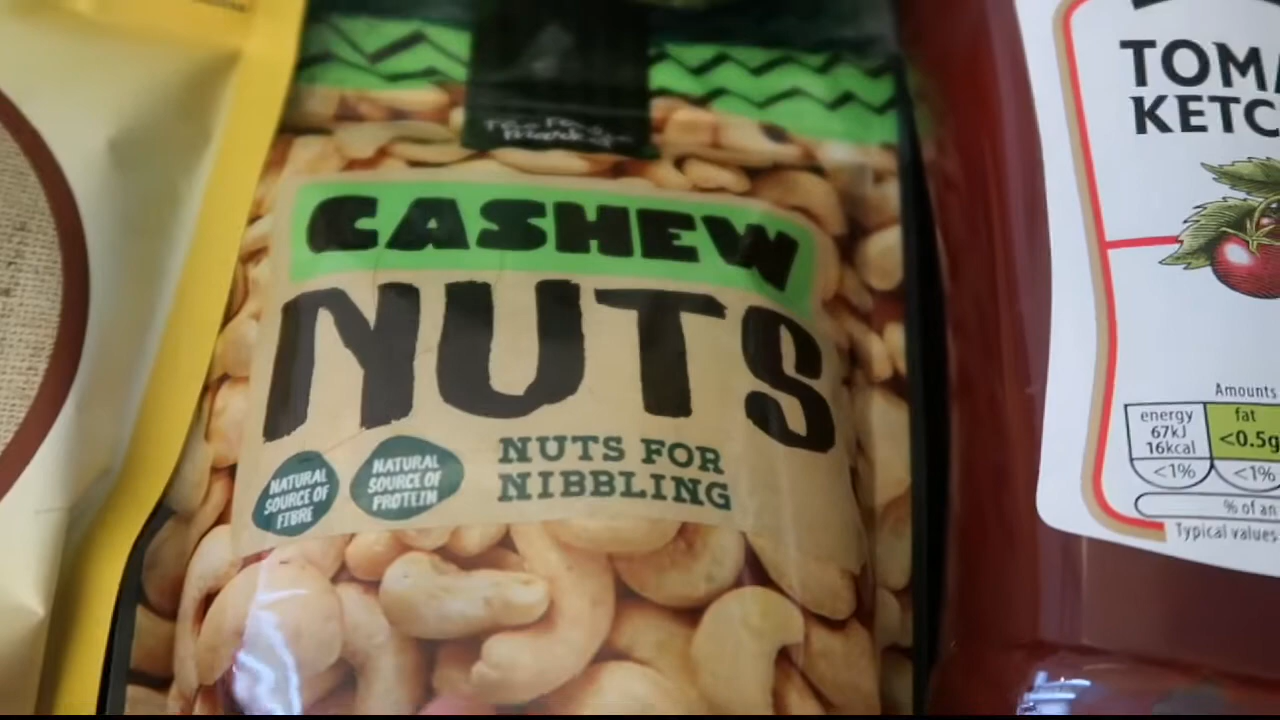 CASHEW
NUTS
NUTS FOR
NIBBLING
NATURAL
SOURCE OF
FIBRE
NATURAL
SOURCE OF
PROTEIN
TOM
KETC
Amounts
energy
67kJ
16kcal
<1%
fat
<0.5g
<1%
% of an
Typical values